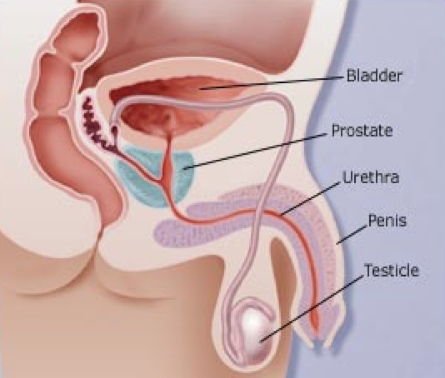 Bladder
Prostate
Urethra
Penis
Testicle